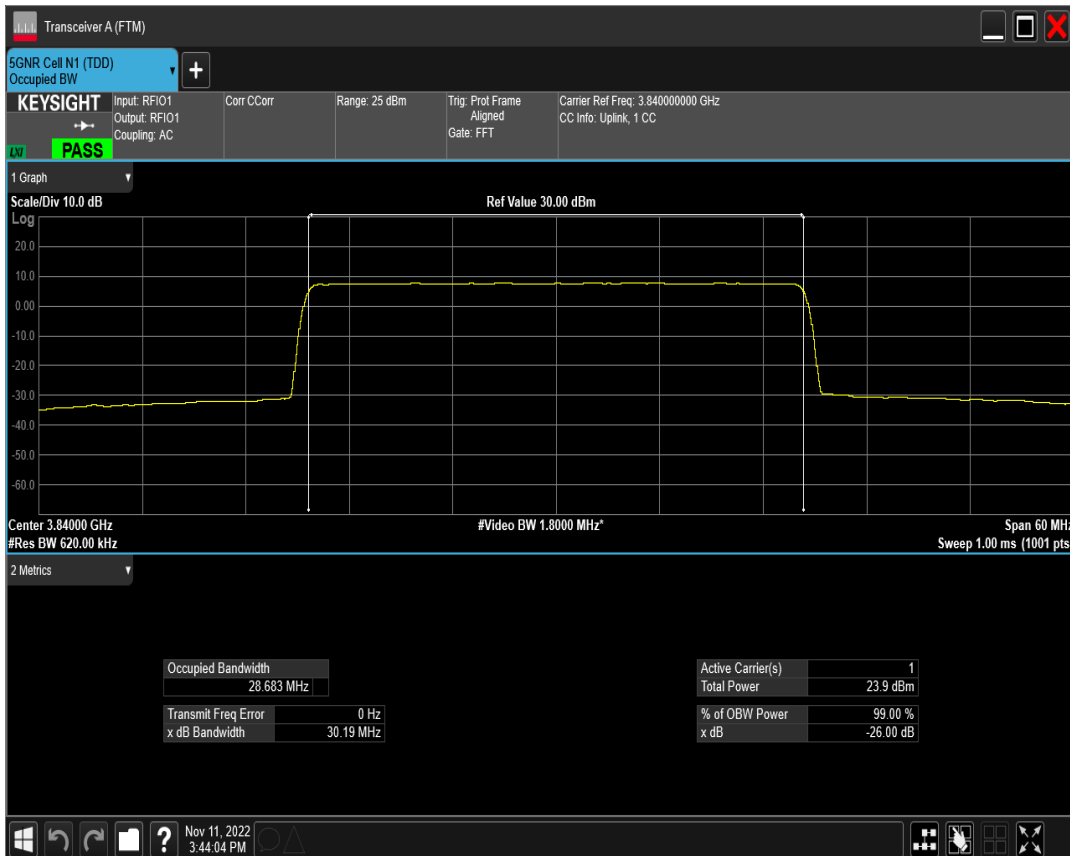 Transceiver A (FTM)
5GNR Cell N1 (TDD)
Occupied BW
+
KEYSIGHT
LXI
PASS
Input: RFIO1
Output: RFIO1
Coupling: AC
Corr CCorr
Range: 25 dBm
Trig: Prot Frame
Aligned
Gate: FFT
Carrier Ref Freq: 3.840000000 GHz
CC Info: Uplink, 1 CC
1 Graph
Scale/Div 10.0 dB
Ref Value 30.00 dBm
Log
20.0
10.0
0.00
-10.0
-20.0
-30.0
-40.0
-50.0
-60.0
Center 3.84000 GHz
#Video BW 1.8000 MHz*
Span 60 MHz
#Res BW 620.00 kHz
Sweep 1.00 ms (1001 pts
2 Metrics
Occupied Bandwidth
28.683 MHz
Transmit Freq Error 0 Hz
x dB Bandwidth 30.19 MHz
Active Carrier(s) 1
Total Power 23.9 dBm
% of OBW Power 99.00 %
x dB -26.00 dB
?
Nov 11, 2022
3:44:04 PM